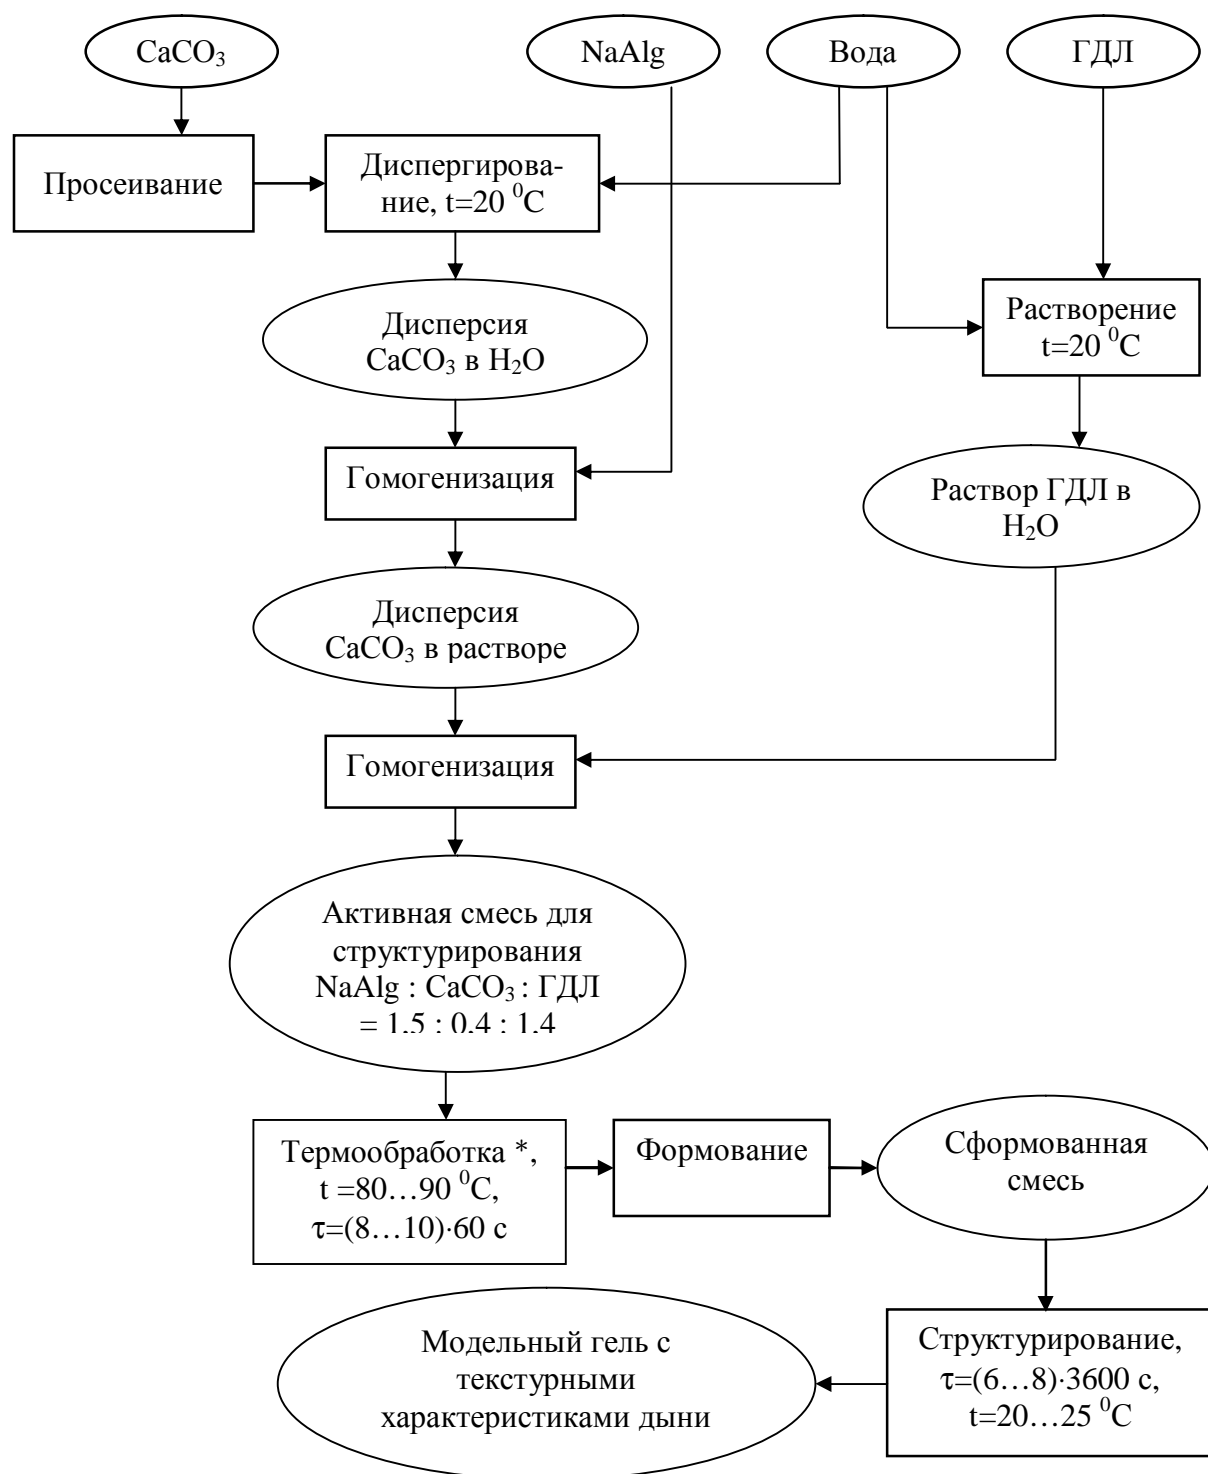 CaCO₃
NaAlg
Вода
ГДЛ
Просеивание
Диспергирова-
ние, t=20 ⁰C
Дисперсия
CaCO₃ в H₂O
Растворение
t=20 ⁰C
Гомогенизация
Раствор ГДЛ в
H₂O
Дисперсия
CaCO₃ в растворе
Гомогенизация
Активная смесь для
структурирования
NaAlg : CaCO₃ : ГДЛ
= 1,5 : 0,4 : 1,4
Термообработка *,
t =80…90 ⁰C,
τ=(8…10)·60 с
Формование
Сформованная
смесь
Структурирование,
τ=(6…8)·3600 с,
t=20…25 ⁰C
Модельный гель с
текстурными
характеристиками дыни